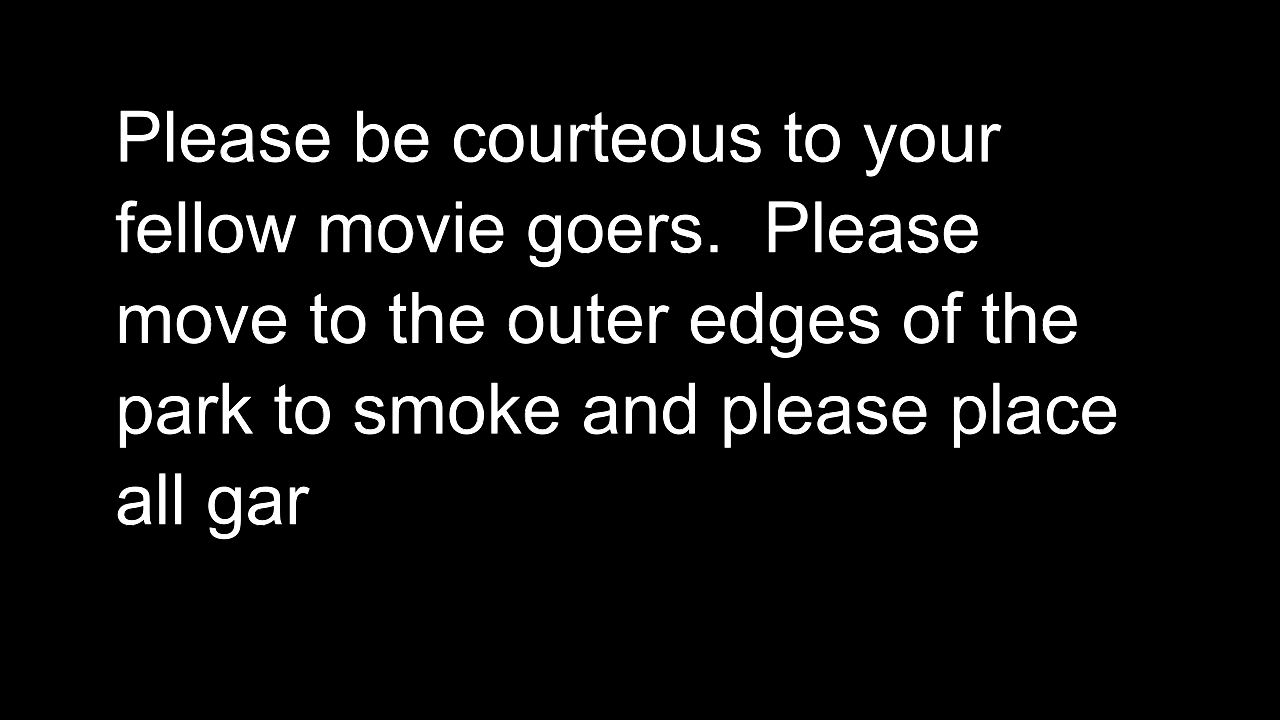 Please be courteous to your
fellow movie goers.  Please
move to the outer edges of the
park to smoke and please place
all gar